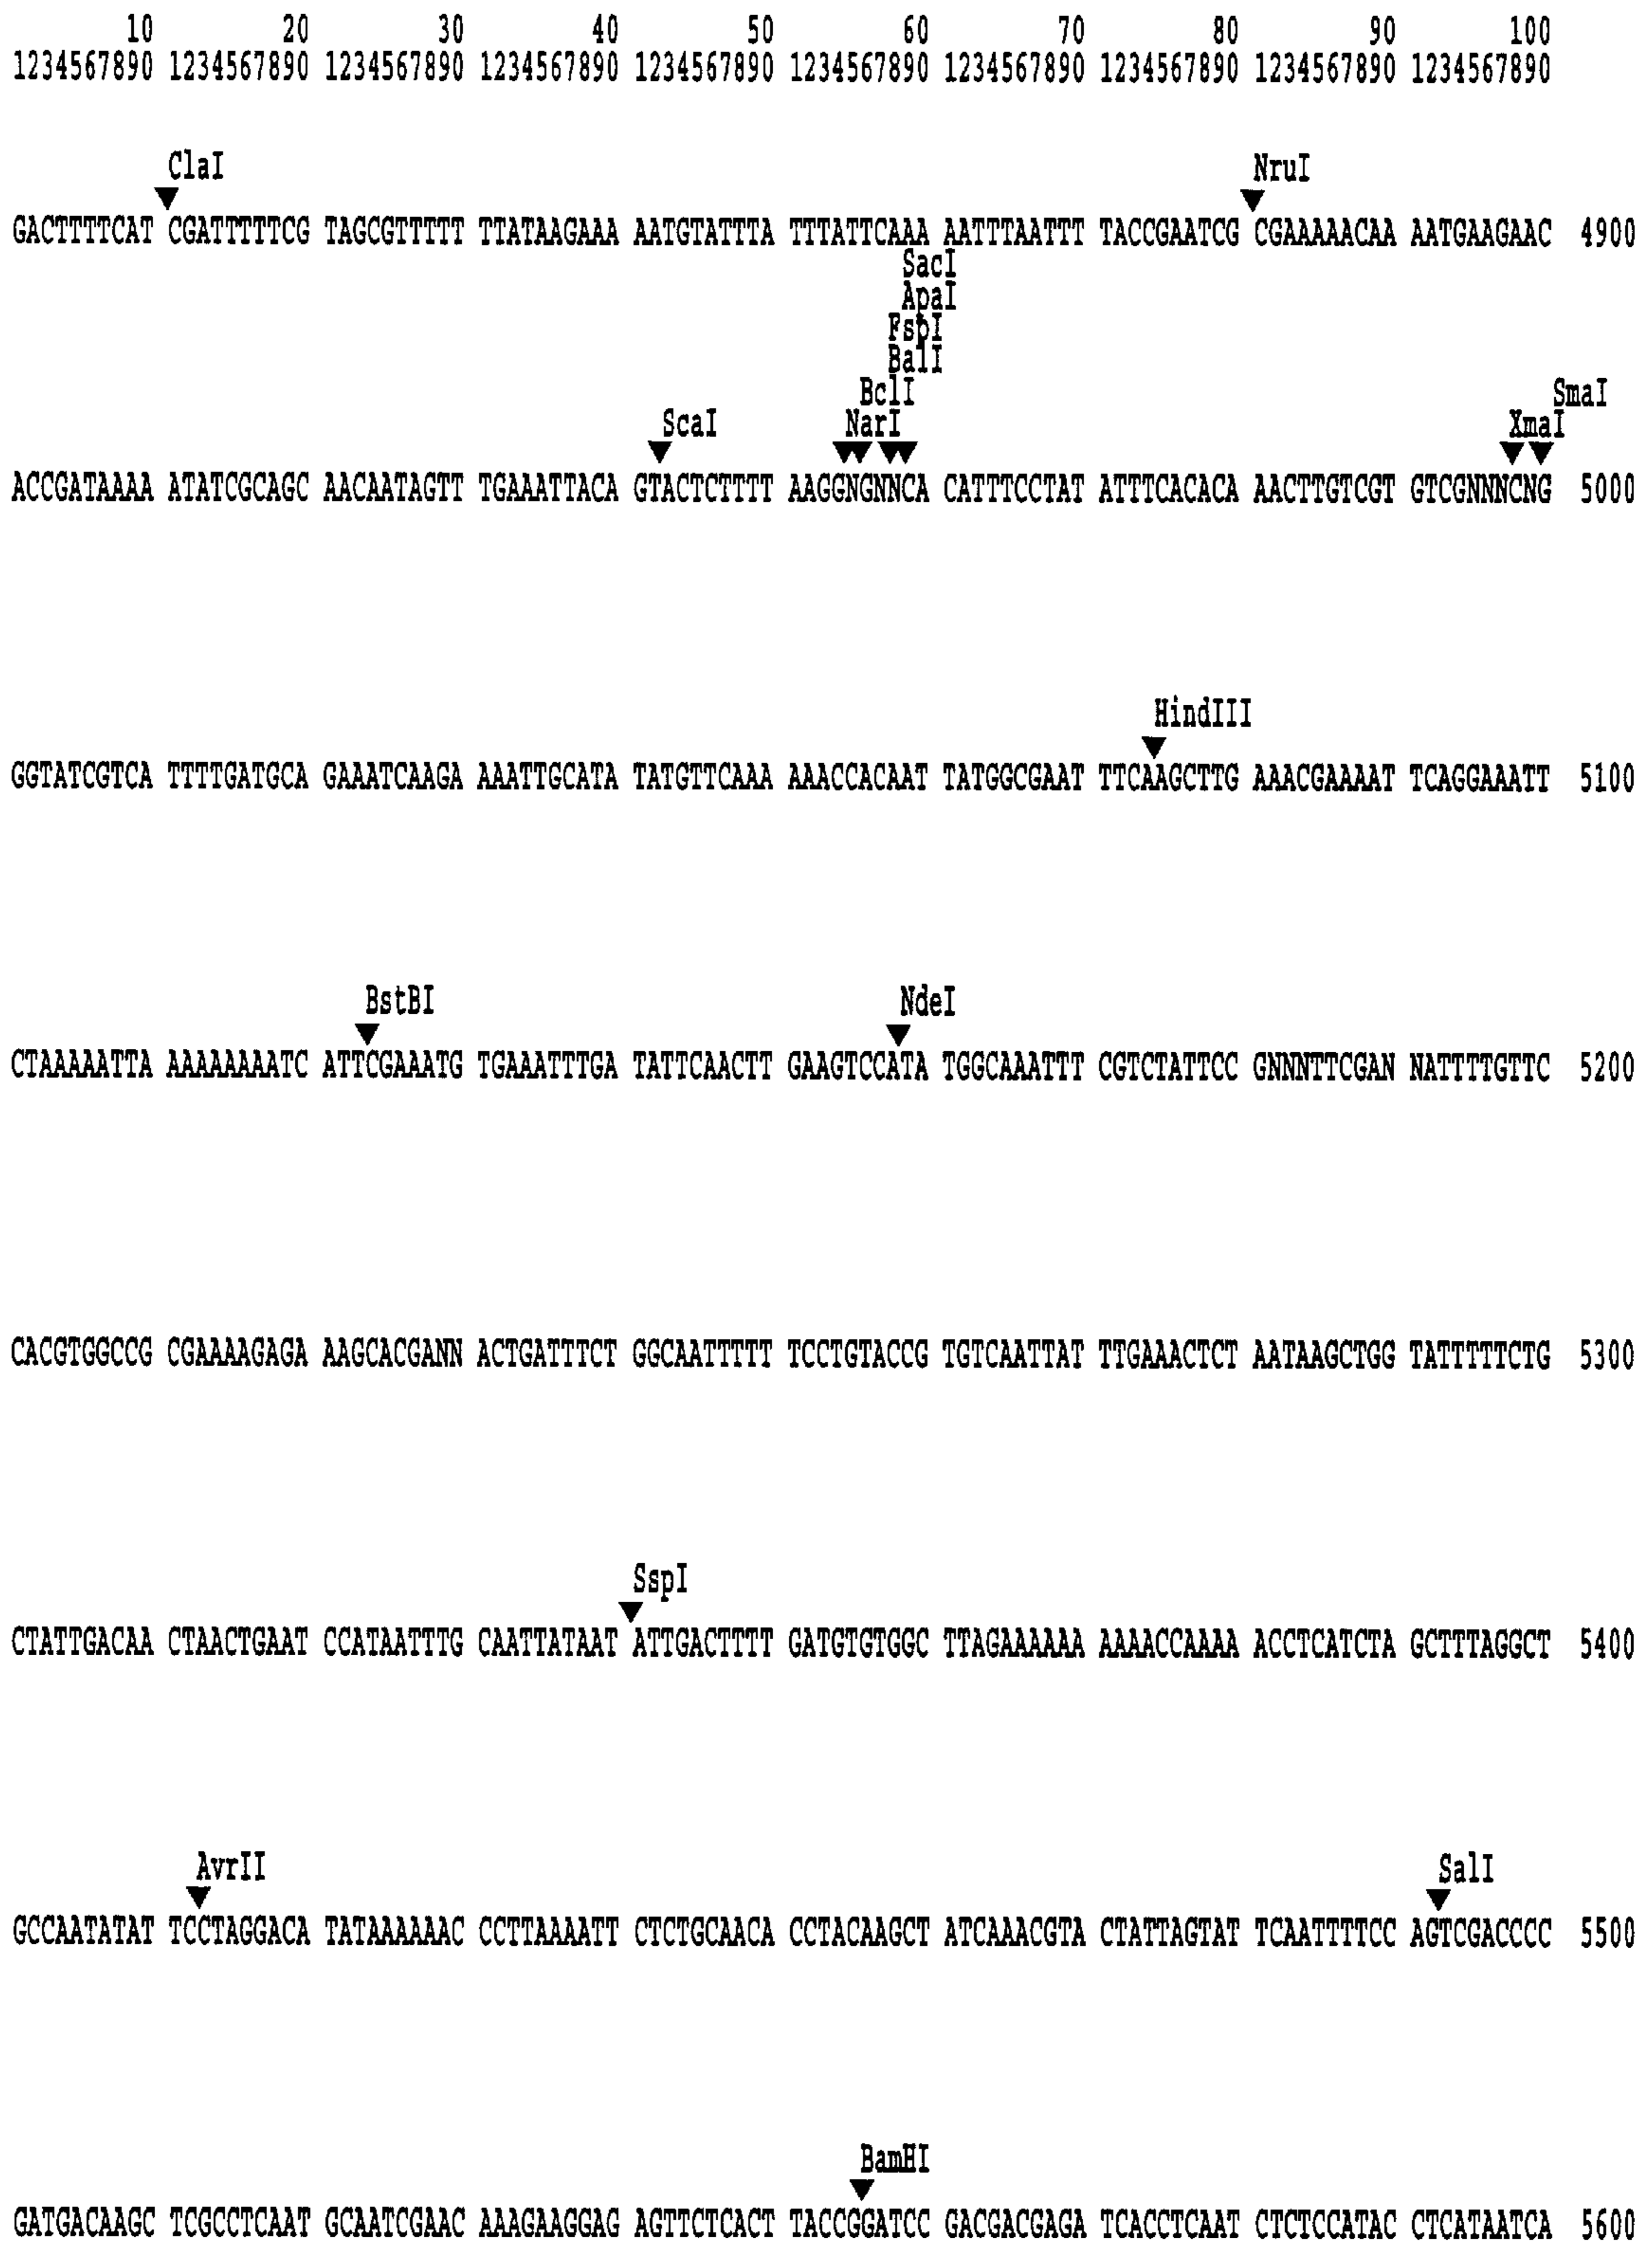 10 20 30 40 50 60 70 80 90 100
1234567890 1234567890 1234567890 1234567890 1234567890 1234567890 1234567890 1234567890 1234567890 1234567890
ClaI NruI
GACTTTTCAT CGATTTTTCG TAGCGTTTTT TTATAAGAAA AATGTATTTA TTTATTCAAA AATTTAATTT TACCGAATCG CGAAAAACAA AATGAAGAAC 4900
SacI
ApaI
FspI
BalI
BclI SmaI
ScaI NarI XmaI
ACCGATAAAA ATATCGCAGC AACAATAGTT TGAAATTACA GTACTCTTTT AAGGNGNNCA CATTTCCTAT ATTTCACACA AACTTGTCGT GTCGNNNCNG 5000
HindIII
GGTATCGTCA TTTTGATGCA GAAATCAAGA AAATTGCATA TATGTTCAAA AAACCACAAT TATGGCGAAT TTCAAGCTTG AAACGAAAAT TCAGGAAATT 5100
BstBI NdeI
CTAAAAATTA AAAAAAAATC ATTCGAAATG TGAAATTTGA TATTCAACTT GAAGTCCATA TGGCAAATTT CGTCTATTCC GNNNTTCGAN NATTTTGTTC 5200
CACGTGGCCG CGAAAAGAGA AAGCACGANN ACTGATTTCT GGCAATTTTT TCCTGTACCG TGTCAATTAT TTGAAACTCT AATAAGCTGG TATTTTTCTG 5300
SspI
CTATTGACAA CTAACTGAAT CCATAATTTG CAATTATAAT ATTGACTTTT GATGTGTGGC TTAGAAAAAA AAAACCAAAA ACCTCATCTA GCTTTAGGCT 5400
AvrII SalI
GCCAATATAT TCCTAGGACA TATAAAAAAC CCTTAAAATT CTCTGCAACA CCTACAAGCT ATCAAACGTA CTATTAGTAT TCAATTTTCC AGTCGACCCC 5500
BamHI
GATGACAAGC TCGCCTCAAT GCAATCGAAC AAAGAAGGAG AGTTCTCACT TACCGGATCC GACGACGAGA TCACCTCAAT CTCTCCATAC CTCATAATCA 5600